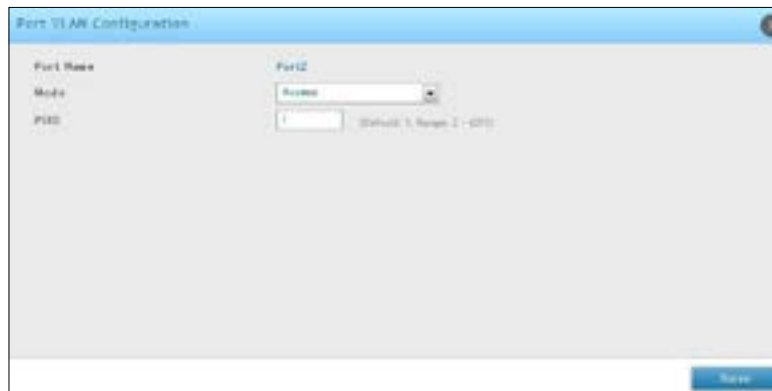 Port VLAN Configuration
Port Name Port2
Mode Access
PVID 1
Save